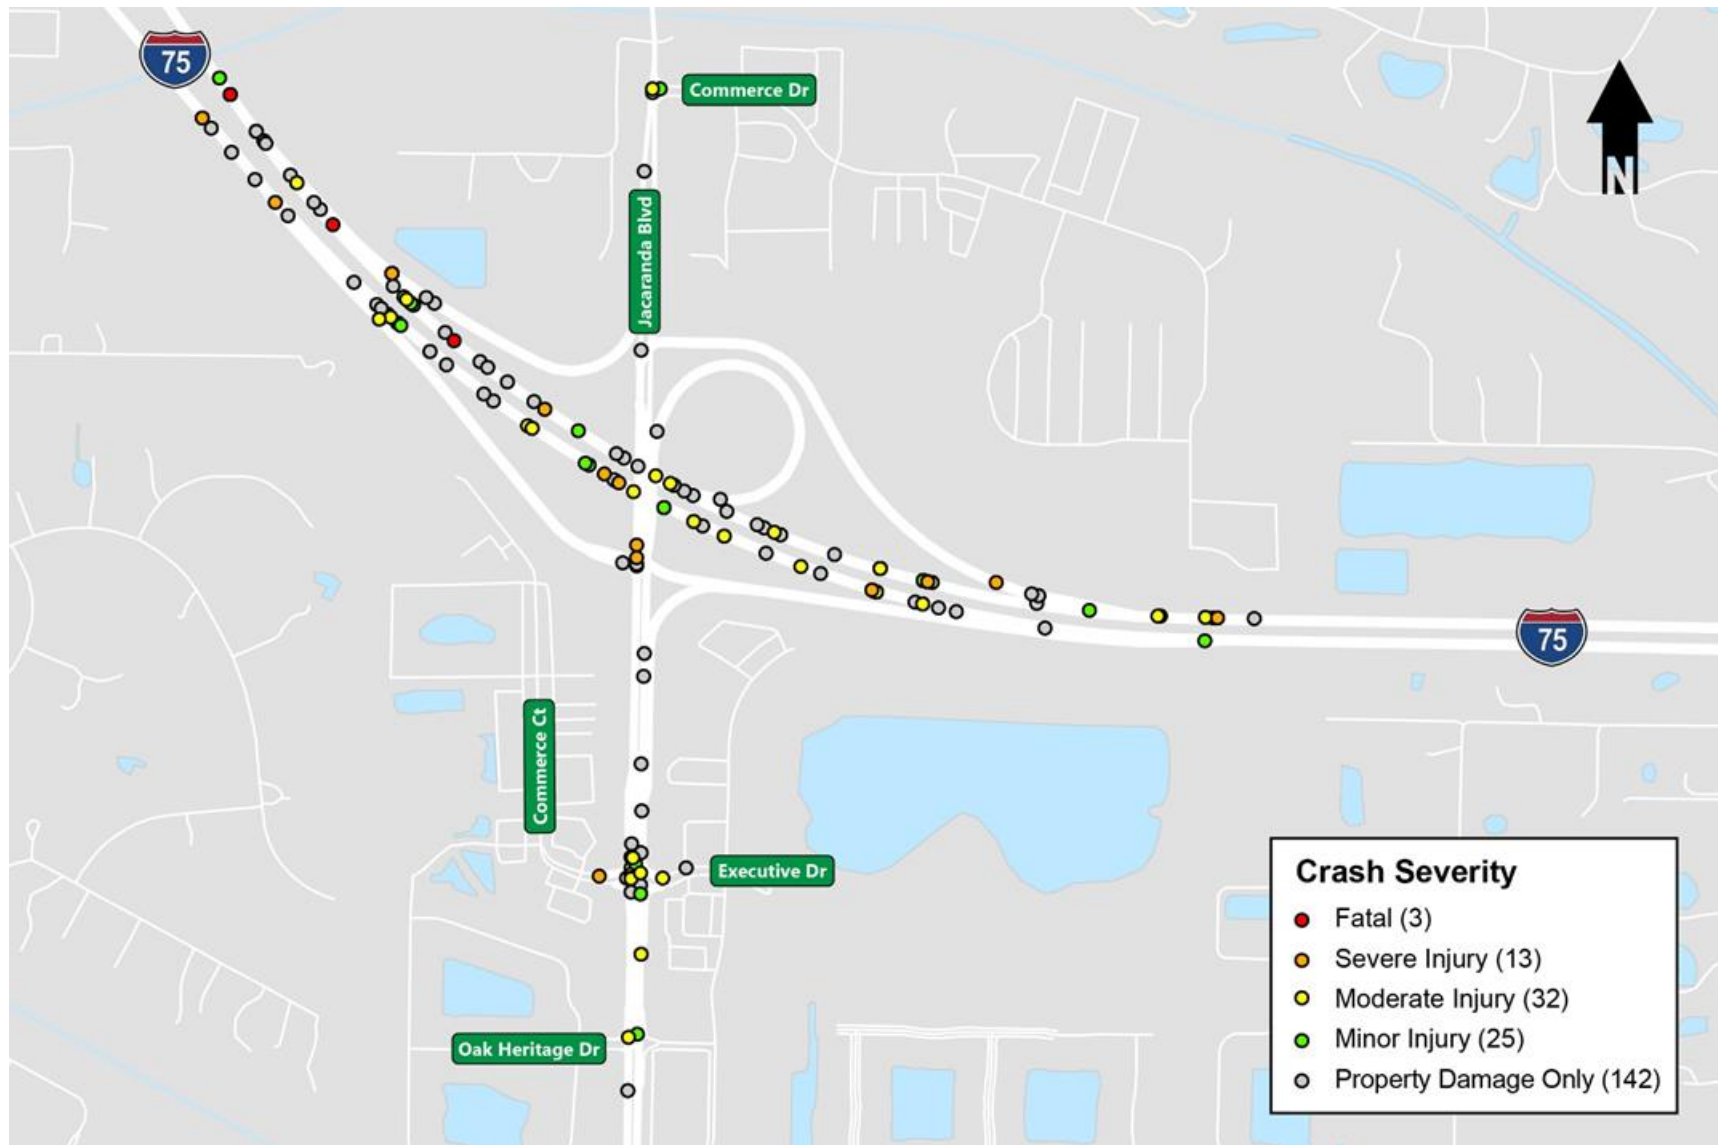 75
Commerce Dr
N
Jacaranda Blvd
75
Commerce Ct
Executive Dr
Oak Heritage Dr
Crash Severity
Fatal (3)
Severe Injury (13)
Moderate Injury (32)
Minor Injury (25)
Property Damage Only (142)